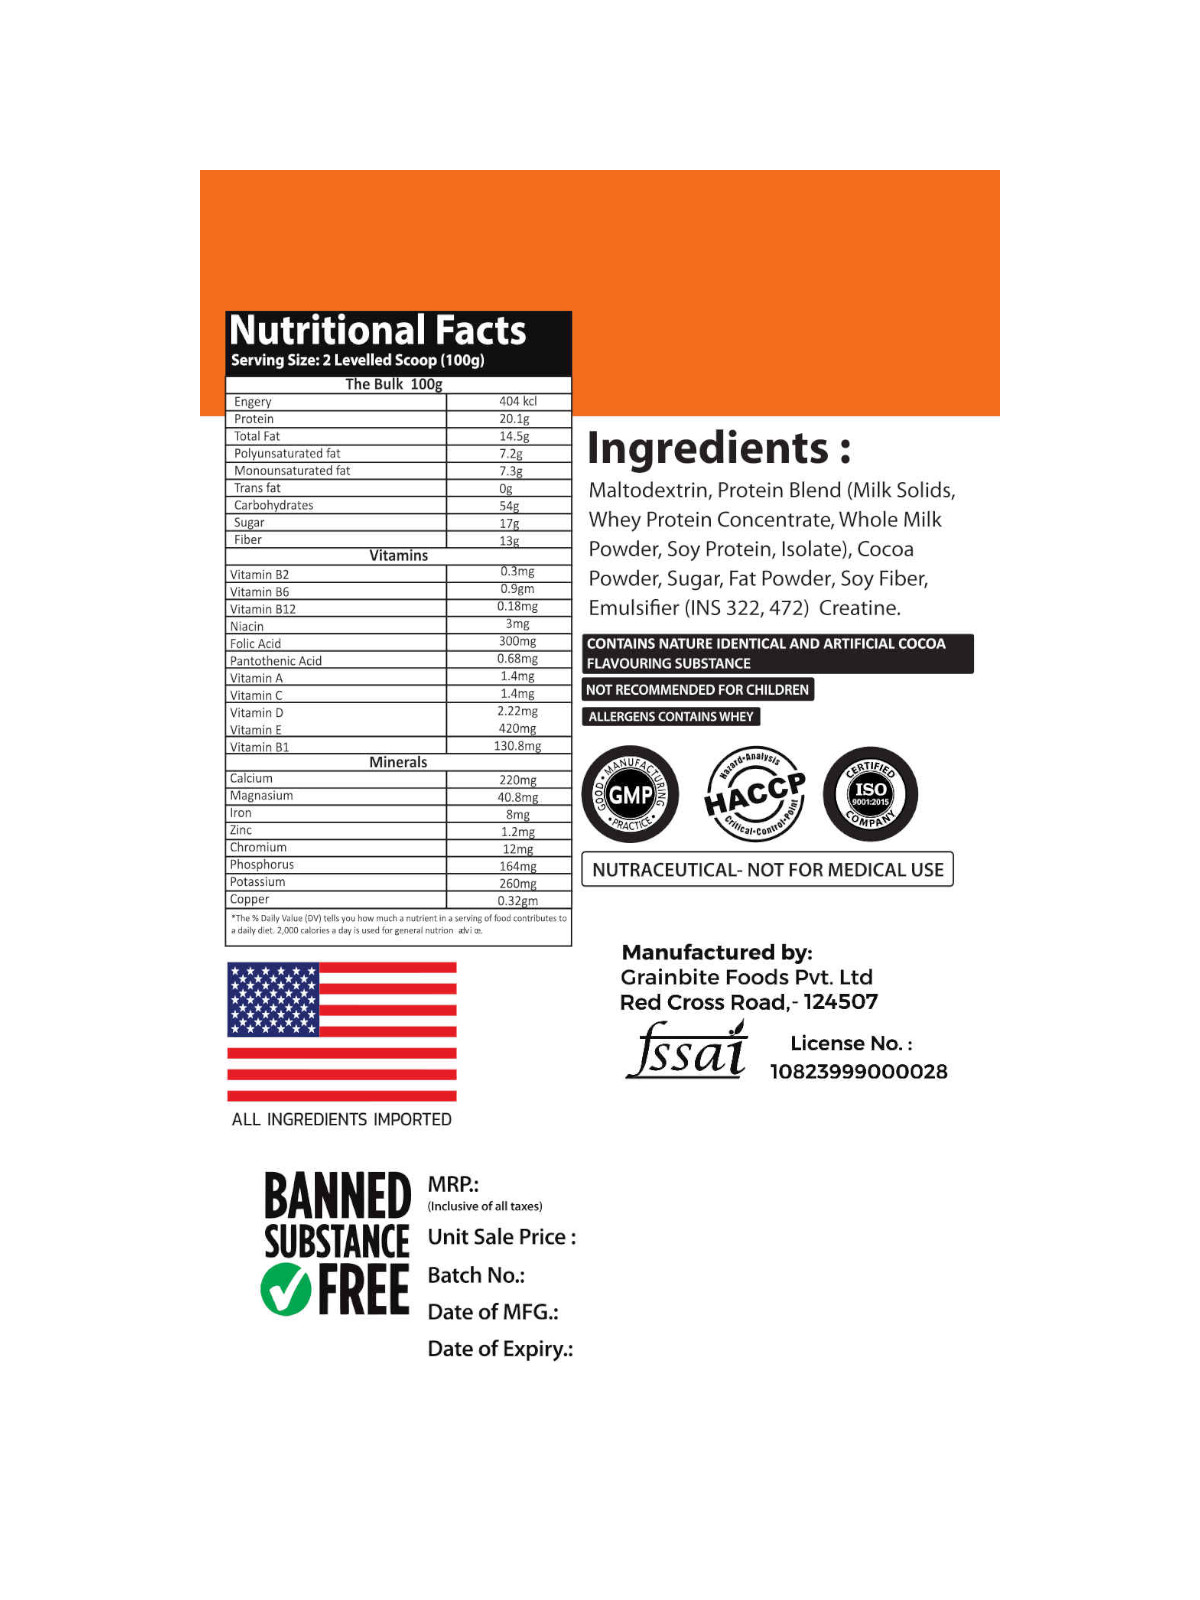 Nutritional Facts
Serving Size: 2 Levelled Scoop (100g)
The Bulk 100g
Engery 404 kcl
Protein 20.1g
Total Fat 14.5g
Polyunsaturated fat 7.2g
Monounsaturated fat 7.3g
Trans fat 0g
Carbohydrates 54g
Sugar 17g
Fiber 13g
Vitamins
Vitamin B2 0.3mg
Vitamin B6 0.9gm
Vitamin B12 0.18mg
Niacin 3mg
Folic Acid 300mg
Pantothenic Acid 0.68mg
Vitamin A 1.4mg
Vitamin C 1.4mg
Vitamin D 2.22mg
Vitamin E 420mg
Vitamin B1 130.8mg
Minerals
Calcium 220mg
Magnasium 40.8mg
Iron 8mg
Zinc 1.2mg
Chromium 12mg
Phosphorus 164mg
Potassium 260mg
Copper 0.32gm
*The % Daily Value (DV) tells you how much a nutrient in a serving of food contributes to
a daily diet. 2,000 calories a day is used for general nutrion advi ce.
Ingredients :
Maltodextrin, Protein Blend (Milk Solids,
Whey Protein Concentrate, Whole Milk
Powder, Soy Protein, Isolate), Cocoa
Powder, Sugar, Fat Powder, Soy Fiber,
Emulsifier (INS 322, 472) Creatine.
CONTAINS NATURE IDENTICAL AND ARTIFICIAL COCOA
FLAVOURING SUBSTANCE
NOT RECOMMENDED FOR CHILDREN
ALLERGENS CONTAINS WHEY
GOOD • MANUFACTURING
GMP
• PRACTICE •
Hazard-Analysis
HACCP
Critical-Control-Point
CERTIFIED
ISO
9001:2015
COMPANY
NUTRACEUTICAL- NOT FOR MEDICAL USE
Manufactured by:
Grainbite Foods Pvt. Ltd
Red Cross Road,- 124507
fssai
License No. :
10823999000028
ALL INGREDIENTS IMPORTED
BANNED
SUBSTANCE
FREE
MRP.:
(Inclusive of all taxes)
Unit Sale Price :
Batch No.:
Date of MFG.:
Date of Expiry.: